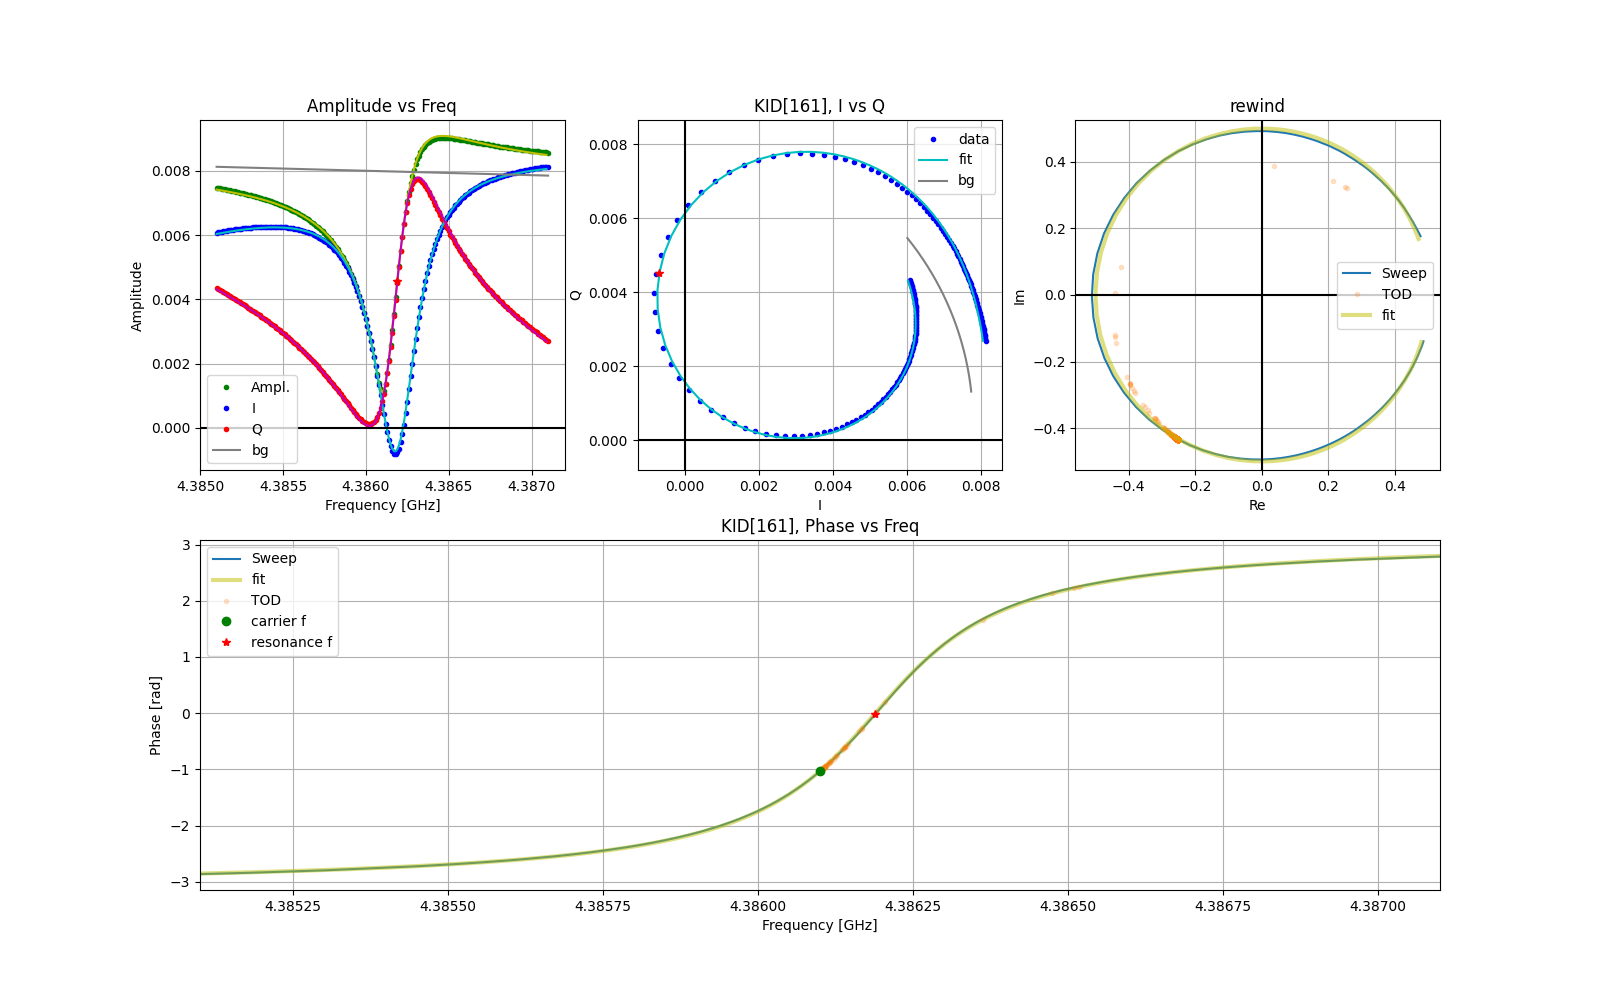 Amplitude vs Freq
Amplitude
0.008
0.006
0.004
0.002
0.000
Ampl.
I
Q
bg
4.3850 4.3855 4.3860 4.3865 4.3870
Frequency [GHz]
KID[161], I vs Q
Q
0.008
0.006
0.004
0.002
0.000
data
fit
bg
0.000 0.002 0.004 0.006 0.008
I
rewind
Im
0.4
0.2
0.0
−0.2
−0.4
Sweep
TOD
fit
−0.4 −0.2 0.0 0.2 0.4
Re
KID[161], Phase vs Freq
Phase [rad]
3
2
1
0
−1
−2
−3
Sweep
fit
TOD
carrier f
resonance f
4.38525 4.38550 4.38575 4.38600 4.38625 4.38650 4.38675 4.38700
Frequency [GHz]